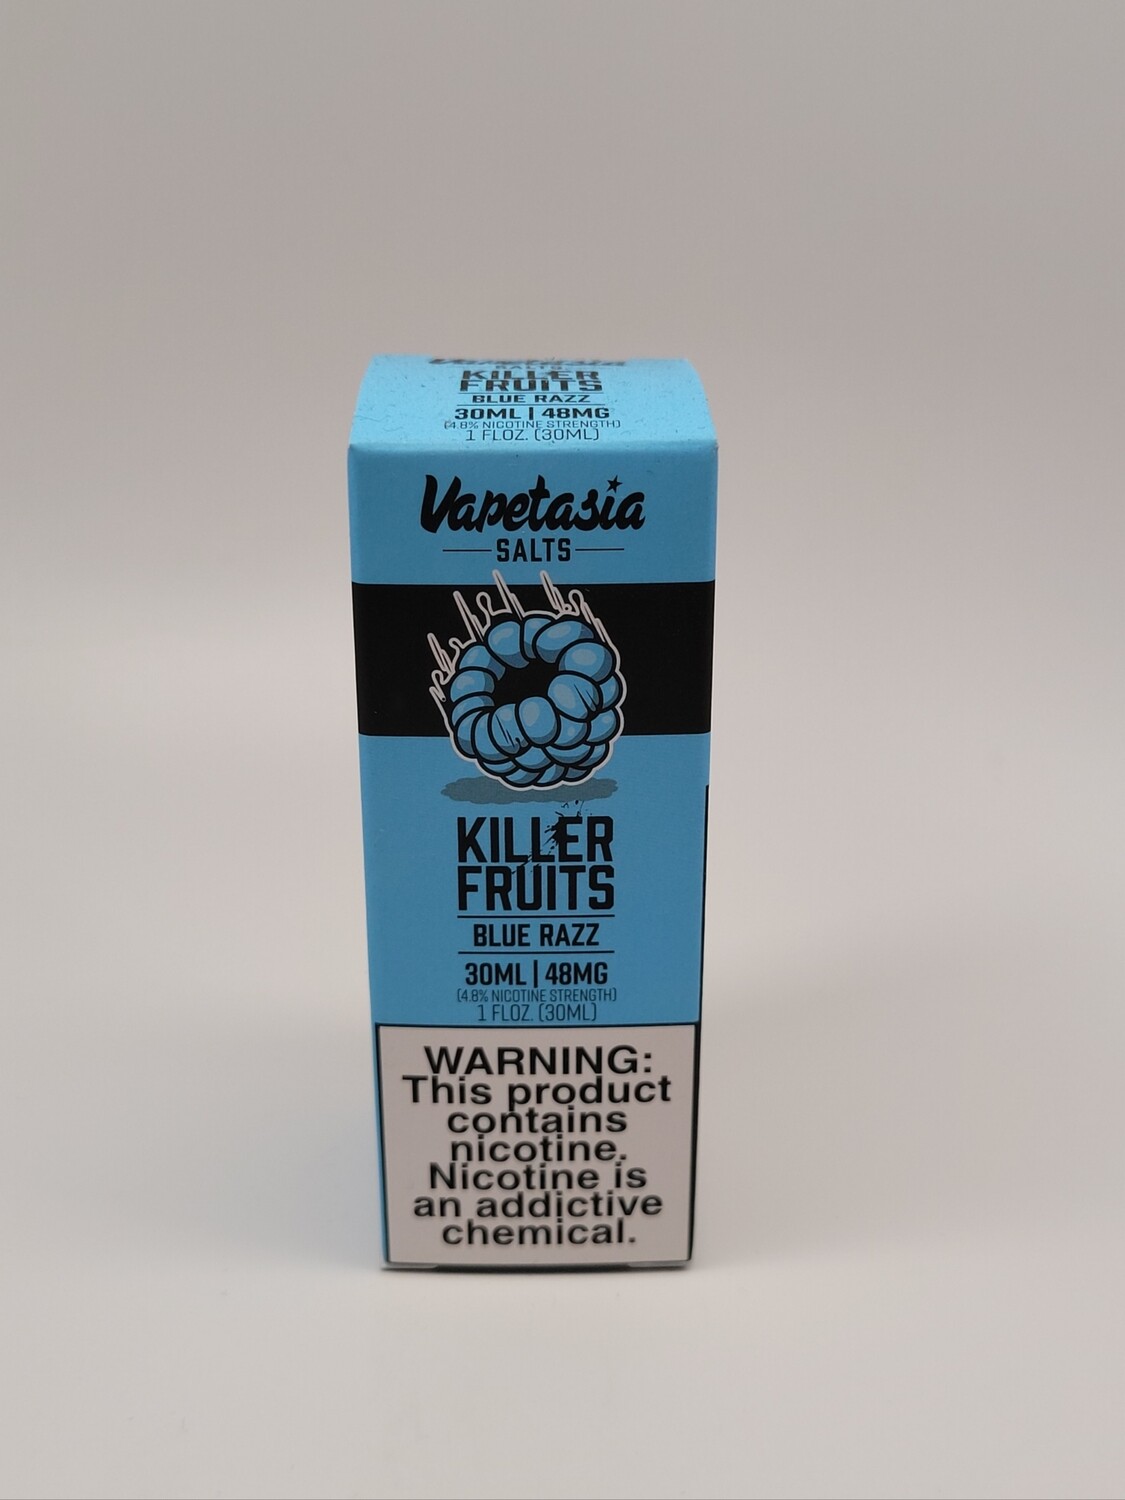 Vapetasia
SALTS
KILLER
FRUITS
BLUE RAZZ
30ML | 48MG
(4.8% NICOTINE STRENGTH)
1 FLOZ. (30ML)
Vapetasia
SALTS
KILLER
FRUITS
BLUE RAZZ
30ML | 48MG
(4.8% NICOTINE STRENGTH)
1 FLOZ. (30ML)
WARNING:
This product
contains
nicotine.
Nicotine is
an addictive
chemical.